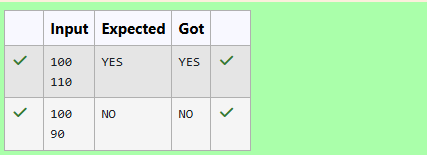 Input Expected Got
100 YES YES
110
100 NO NO
90